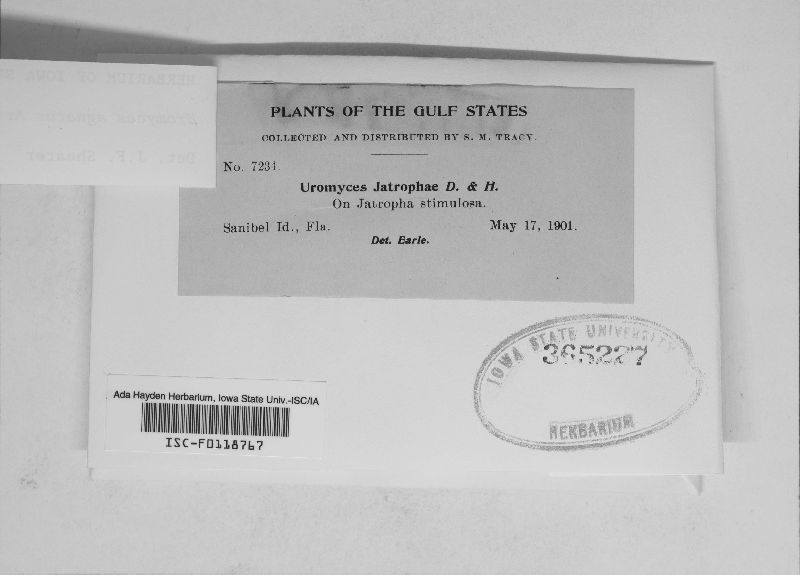 PLANTS OF THE GULF STATES
COLLECTED AND DISTRIBUTED BY S. M. TRACY.
No. 7231.
Uromyces Jatrophae D. & H.
On Jatropha stimulosa.
Sanibel Id., Fla. May 17, 1901.
Det. Earle.
IOWA STATE UNIVERSITY
365227
HERBARIUM
Ada Hayden Herbarium, Iowa State Univ.-ISC/IA
ISC-F0118767
HERBARIUM OF IOWA
Uromyces
Det. J.F. Shearer